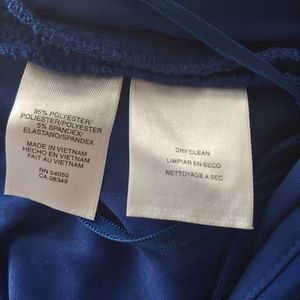 95% POLYESTER/
POLIESTER/POLYESTER
5% SPANDEX/
ELASTANO/SPANDEX
MADE IN VIETNAM
HECHO EN VIETNAM
FAIT AU VIETNAM
RN 54050
CA 08349
DRY CLEAN
LIMPIAR EN SECO
NETTOYAGE A SEC